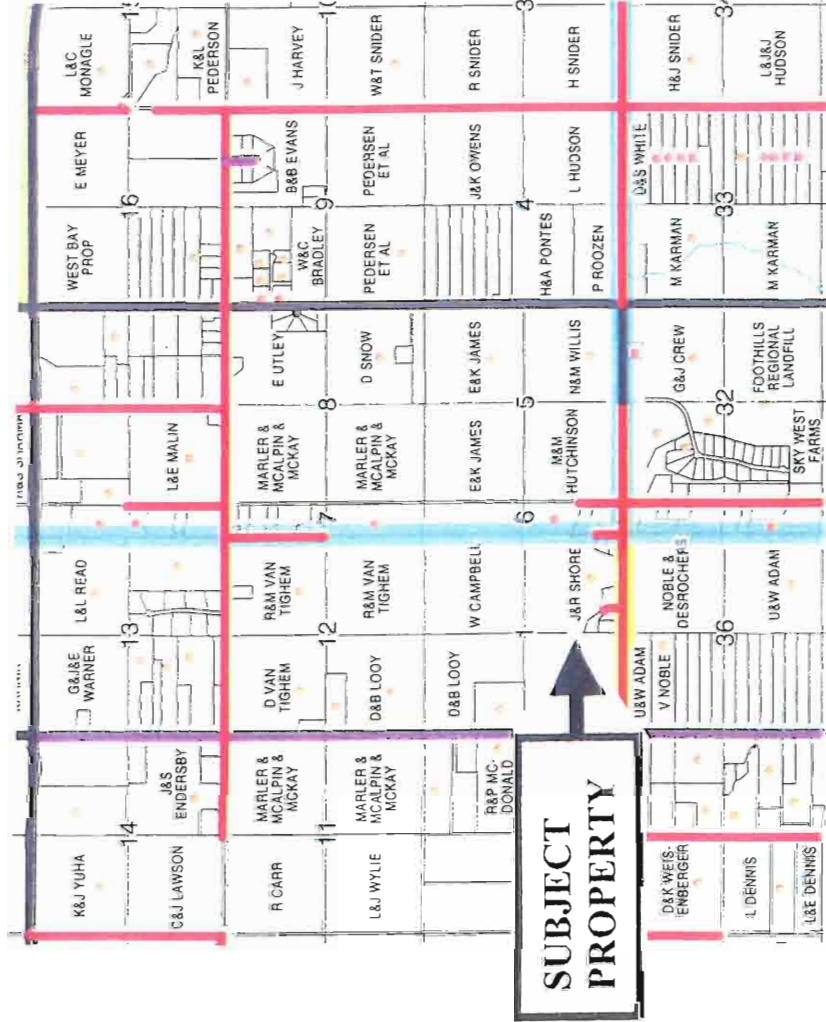 L&C
MONAGLE
K&L
PEDERSON
J HARVEY
W&T SNIDER
R SNIDER
H SNIDER
H&J SNIDER
L&J&J
HUDSON
E MEYER
B&B EVANS
PEDERSEN
ET AL
J&K OWENS
L HUDSON
D&S WHITE
16
9
4
33
WEST BAY
PROP
W&C
BRADLEY
PEDERSEN
ET AL
H&A PONTES
P ROOZEN
M KARMAN
M KARMAN
E UTLEY
D SNOW
E&K JAMES
N&M WILLIS
G&J CREW
FOOTHILLS
REGIONAL
LANDFILL
8
5
32
L&E MALIN
MARLER &
MCALPIN &
MCKAY
MARLER &
MCALPIN &
MCKAY
E&K JAMES
M&M
HUTCHINSON
SKY WEST
FARMS
7
6
L&L READ
R&M VAN
TIGHEM
R&M VAN
TIGHEM
W CAMPBELL
J&R SHORE
NOBLE &
DESROCHERS
U&W ADAM
13
12
1
36
G&J&E
WARNER
D VAN
TIGHEM
D&B LOOY
D&B LOOY
U&W ADAM
V NOBLE
J&S
ENDERSBY
MARLER &
MCALPIN &
MCKAY
MARLER &
MCALPIN &
MCKAY
R&P MC-
DONALD
14
11
K&J YUHA
C&J LAWSON
R CARR
L&J WYLIE
D&K WEIS-
ENBERGER
L DENNIS
L&E DENNIS
SUBJECT
PROPERTY